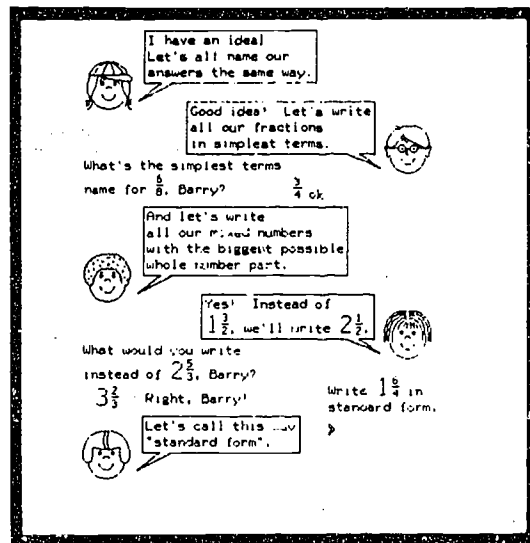 I have an idea!
Let's all name our
answers the same way.
Good idea! Let's write
all our fractions
in simplest terms.
What's the simplest terms
name for 6/8, Barry? 3/4 ok
And let's write
all our mixed numbers
with the biggest possible
whole number part.
Yes! Instead of
1 3/2, we'll write 2 1/2.
What would you write
instead of 2 5/3, Barry?
3 2/3 Right, Barry!
Write 1 6/4 in
standard form.
>
Let's call this way
"standard form".